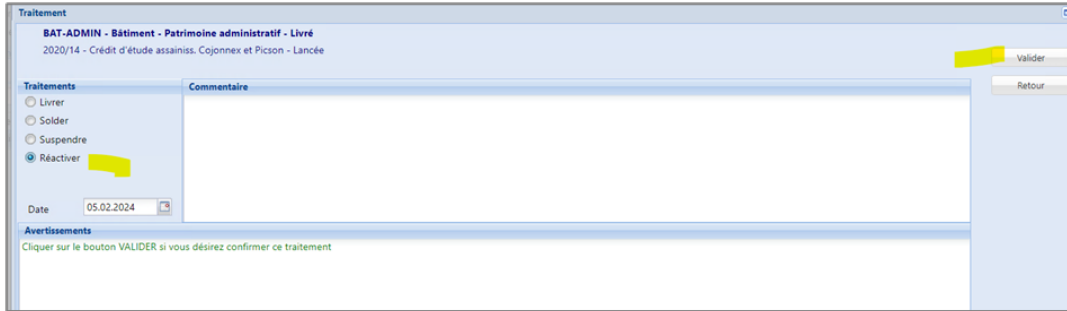 Traitement
BAT-ADMIN - Bâtiment - Patrimoine administratif - Livré
2020/14 - Crédit d'étude assainiss. Cojonnex et Picson - Lancée
Valider
Retour
Traitements
Commentaire
Livrer
Solder
Suspendre
Réactiver
Date 05.02.2024
Avertissements
Cliquer sur le bouton VALIDER si vous désirez confirmer ce traitement